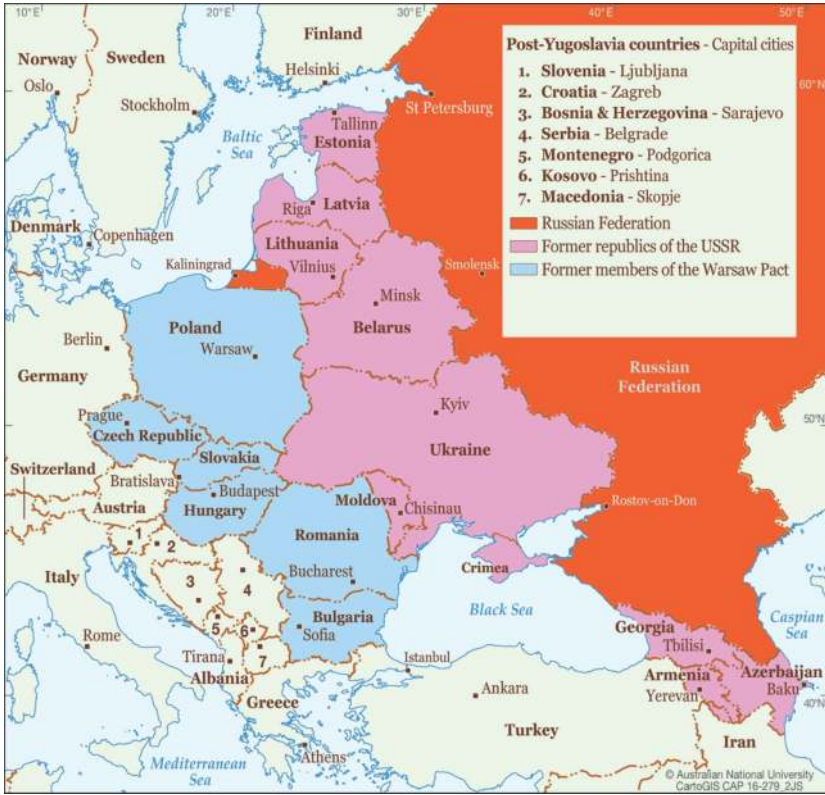 10°E
20°E
30°E
40°E
50°E
Norway
Oslo
Sweden
Stockholm
Finland
Helsinki
St Petersburg
60°N
Post-Yugoslavia countries - Capital cities
1. Slovenia - Ljubljana
2. Croatia - Zagreb
3. Bosnia & Herzegovina - Sarajevo
4. Serbia - Belgrade
5. Montenegro - Podgorica
6. Kosovo - Prishtina
7. Macedonia - Skopje
Russian Federation
Former republics of the USSR
Former members of the Warsaw Pact
Baltic
Sea
Tallinn
Estonia
Riga
Latvia
Denmark
Copenhagen
Lithuania
Vilnius
Kaliningrad
Smolensk
Minsk
Belarus
Berlin
Germany
Poland
Warsaw
Russian
Federation
Prague
Czech Republic
Kyiv
Ukraine
50°N
Slovakia
Switzerland
Bratislava
Budapest
Austria
Hungary
Moldova
Chisinau
Rostov-on-Don
Romania
Bucharest
Crimea
1
2
3
4
5
6
7
Italy
Rome
Bulgaria
Sofia
Black Sea
Caspian
Sea
Georgia
Tbilisi
Tirana
Albania
Istanbul
Armenia
Yerevan
Azerbaijan
Baku
40°N
Greece
Athens
Ankara
Turkey
Iran
Mediterranean
Sea
© Australian National University
CartoGIS CAP 16-279_2JS